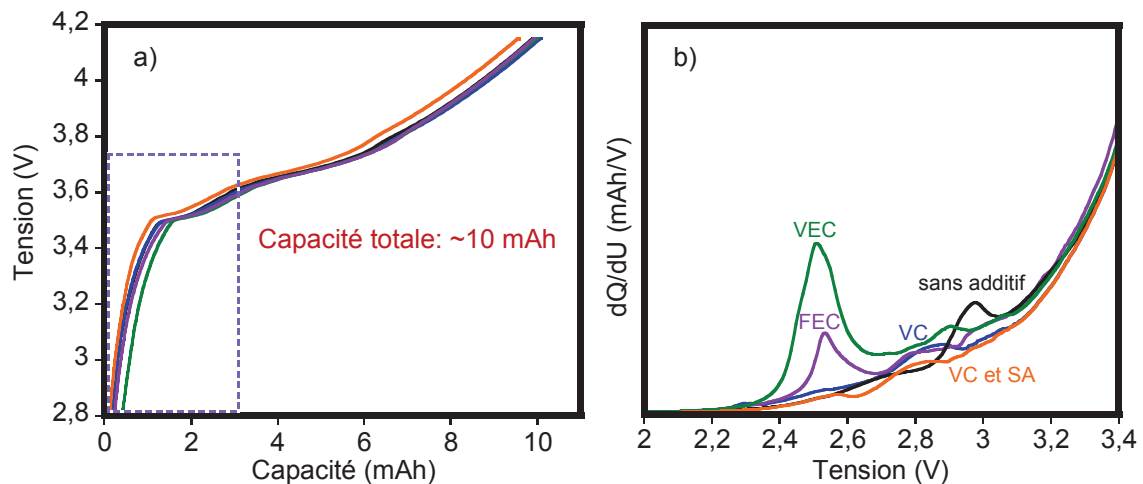 a)
4,2
4
3,8
3,6
3,4
3,2
3
2,8
Tension (V)
Capacité totale: ~10 mAh
0
2
4
6
8
10
Capacité (mAh)
b)
dQ/dU (mAh/V)
VEC
sans additif
FEC
VC
VC et SA
2
2,2
2,4
2,6
2,8
3
3,2
3,4
Tension (V)